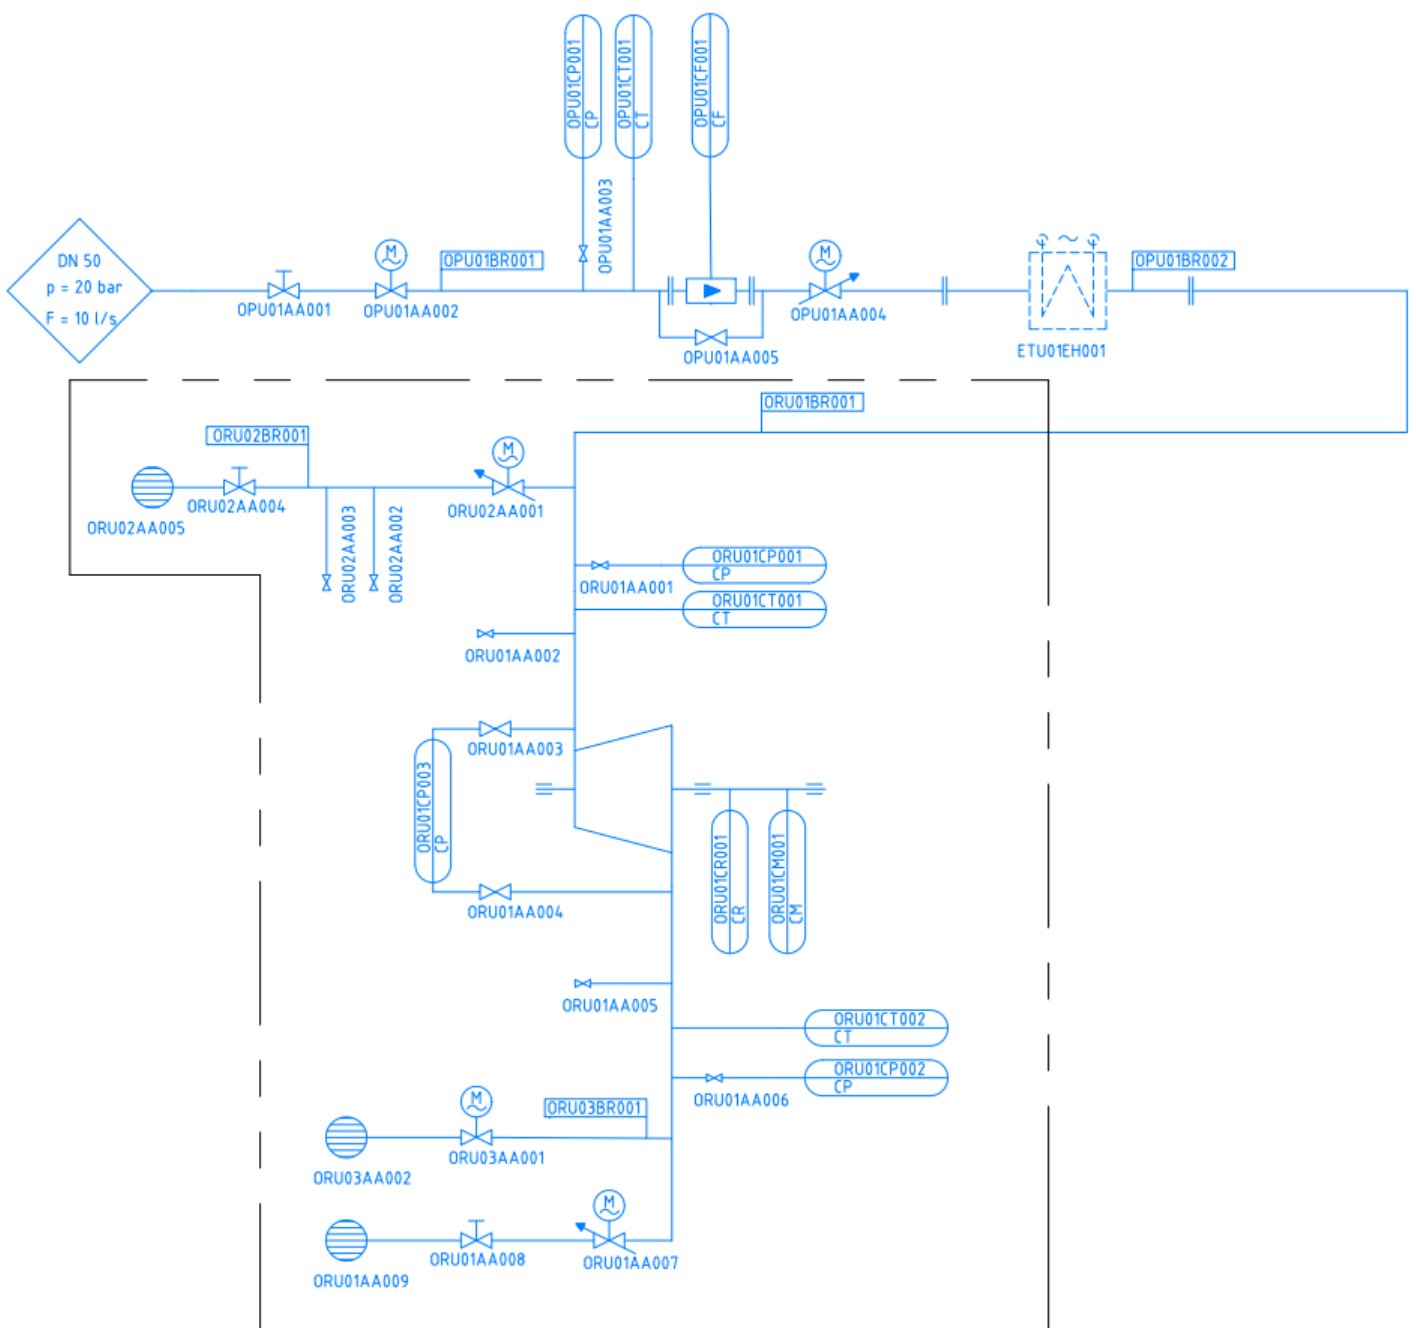 OPU01CP001
CP
OPU01CT001
CT
OPU01CF001
CF
OPU01AA003
DN 50
p = 20 bar
F = 10 l/s
M
OPU01BR001
M
OPU01BR002
OPU01AA001
OPU01AA002
OPU01AA004
OPU01AA005
ETU01EH001
ORU01BR001
ORU02BR001
M
ORU02AA004
ORU02AA001
ORU02AA005
ORU02AA003
ORU02AA002
ORU01CP001
CP
ORU01AA001
ORU01CT001
CT
ORU01AA002
ORU01AA003
ORU01CP003
CP
ORU01CR001
CR
ORU01CM001
CM
ORU01AA004
ORU01AA005
ORU01CT002
CT
ORU01CP002
CP
ORU01AA006
M
ORU03BR001
ORU03AA001
ORU03AA002
M
ORU01AA008
ORU01AA007
ORU01AA009